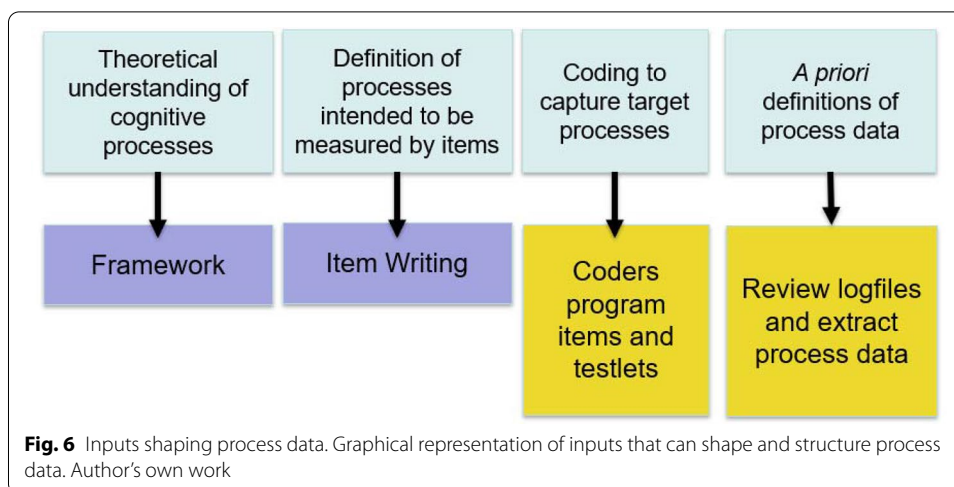 Theoretical
understanding of
cognitive
processes
Definition of
processes
intended to be
measured by items
Coding to
capture target
processes
A priori
definitions of
process data
Framework
Item Writing
Coders
program
items and
testlets
Review logfiles
and extract
process data
Fig. 6 Inputs shaping process data. Graphical representation of inputs that can shape and structure process
data. Author's own work